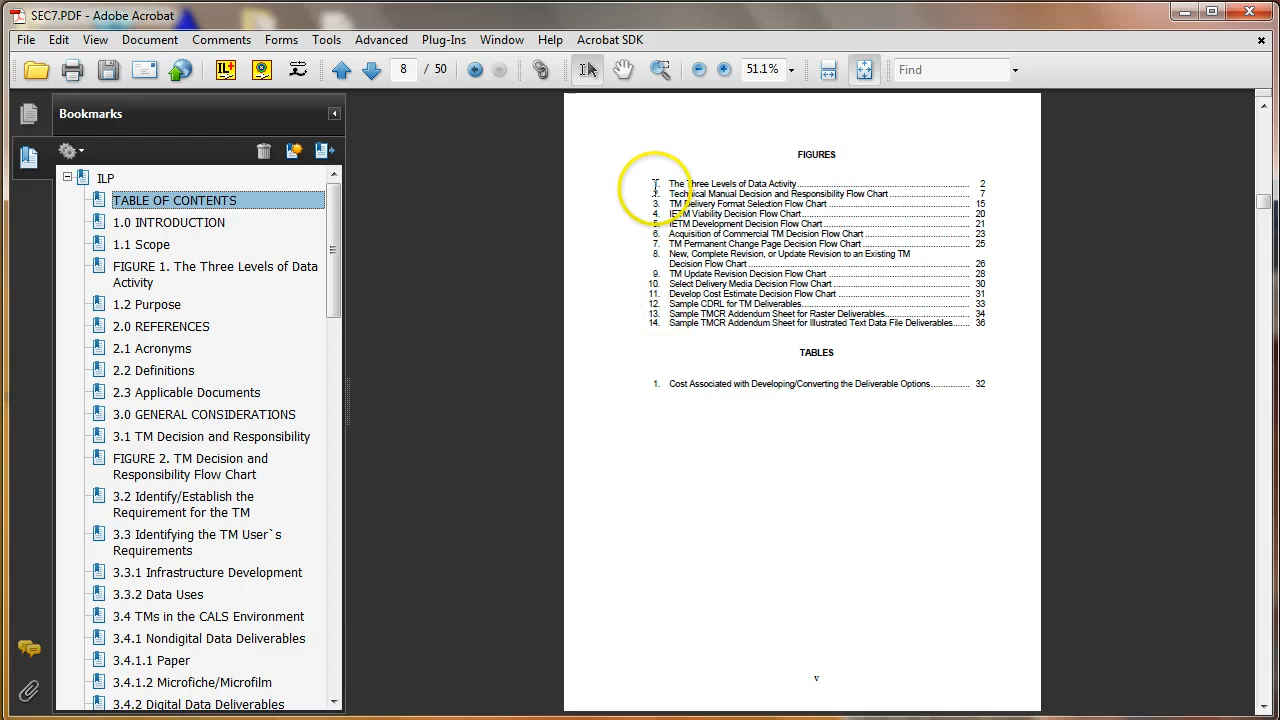 SEC7.PDF - Adobe Acrobat
File Edit View Document Comments Forms Tools Advanced Plug-Ins Window Help Acrobat SDK
8 / 50 51.1% Find
Bookmarks
ILP
TABLE OF CONTENTS
1.0 INTRODUCTION
1.1 Scope
FIGURE 1. The Three Levels of Data
Activity
1.2 Purpose
2.0 REFERENCES
2.1 Acronyms
2.2 Definitions
2.3 Applicable Documents
3.0 GENERAL CONSIDERATIONS
3.1 TM Decision and Responsibility
FIGURE 2. TM Decision and
Responsibility Flow Chart
3.2 Identify/Establish the
Requirement for the TM
3.3 Identifying the TM User`s
Requirements
3.3.1 Infrastructure Development
3.3.2 Data Uses
3.4 TMs in the CALS Environment
3.4.1 Nondigital Data Deliverables
3.4.1.1 Paper
3.4.1.2 Microfiche/Microfilm
3.4.2 Digital Data Deliverables
FIGURES
1. The Three Levels of Data Activity 2
2. Technical Manual Decision and Responsibility Flow Chart 7
3. TM Delivery Format Selection Flow Chart 15
4. IETM Viability Decision Flow Chart 20
5. IETM Development Decision Flow Chart 21
6. Acquisition of Commercial TM Decision Flow Chart 23
7. TM Permanent Change Page Decision Flow Chart 25
8. New, Complete Revision, or Update Revision to an Existing TM
Decision Flow Chart 26
9. TM Update Revision Decision Flow Chart 28
10. Select Delivery Media Decision Flow Chart 30
11. Develop Cost Estimate Decision Flow Chart 31
12. Sample CDRL for TM Deliverables 33
13. Sample TMCR Addendum Sheet for Raster Deliverables 34
14. Sample TMCR Addendum Sheet for Illustrated Text Data File Deliverables 36
TABLES
1. Cost Associated with Developing/Converting the Deliverable Options 32
v